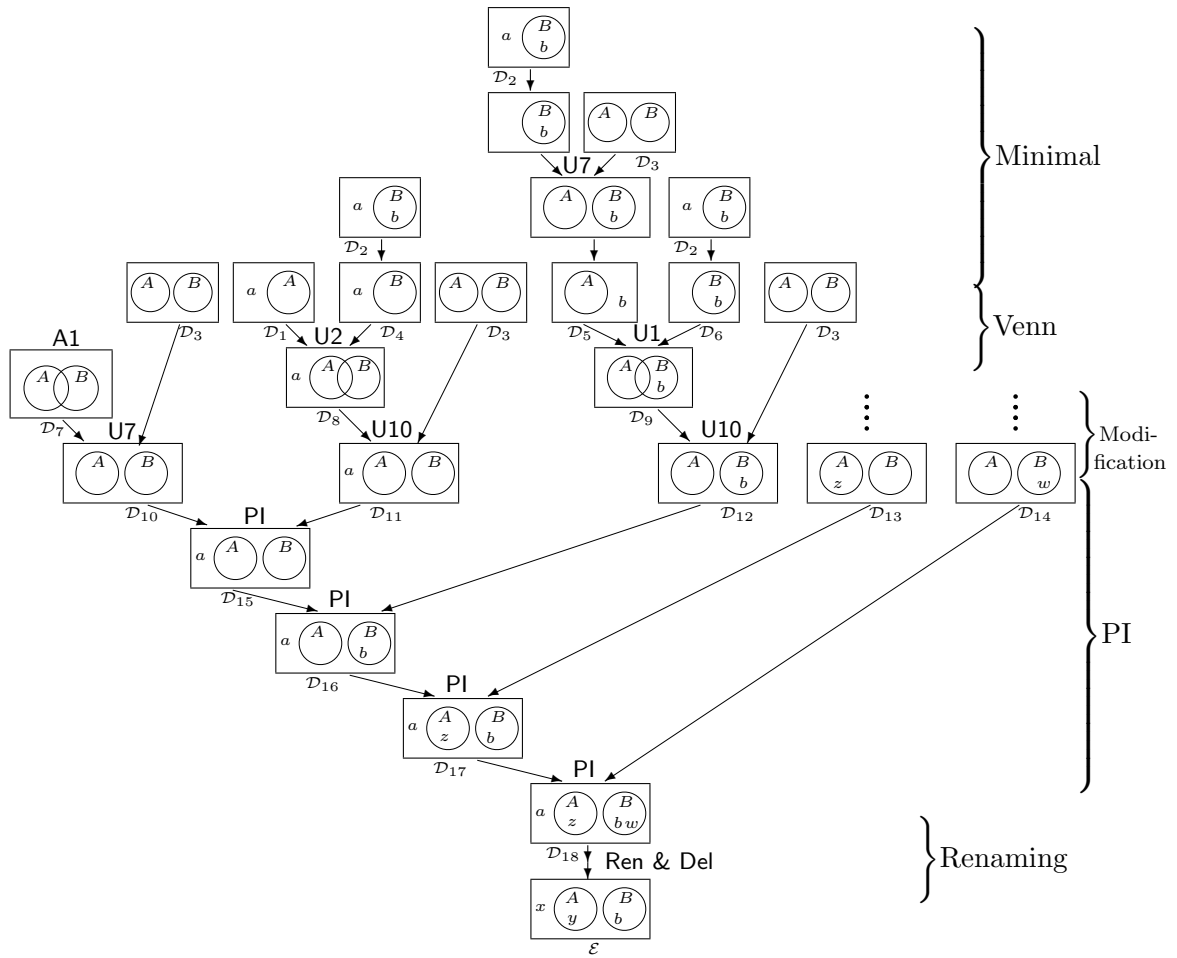 a B
b
D2
B A B
b
U7 D3
A B
b
a B a B
b b
D2 D2
A B a A a B A B A b B A B
b
D3 D1 U2 D4 D3 D5 U1 D6 D3
A1
A B a A B A B
b
D7 U7 D8 U10 D9 U10
A B a A B A B A B A B
b z w
D10 PI D11 D12 D13 D14
a A B
D15 PI
a A B
b
D16 PI
a A B
z b
D17 PI
a A B
z b w
D18 Ren & Del
x A B
y b
ℰ
Minimal
Venn
Modi-
fication
PI
Renaming